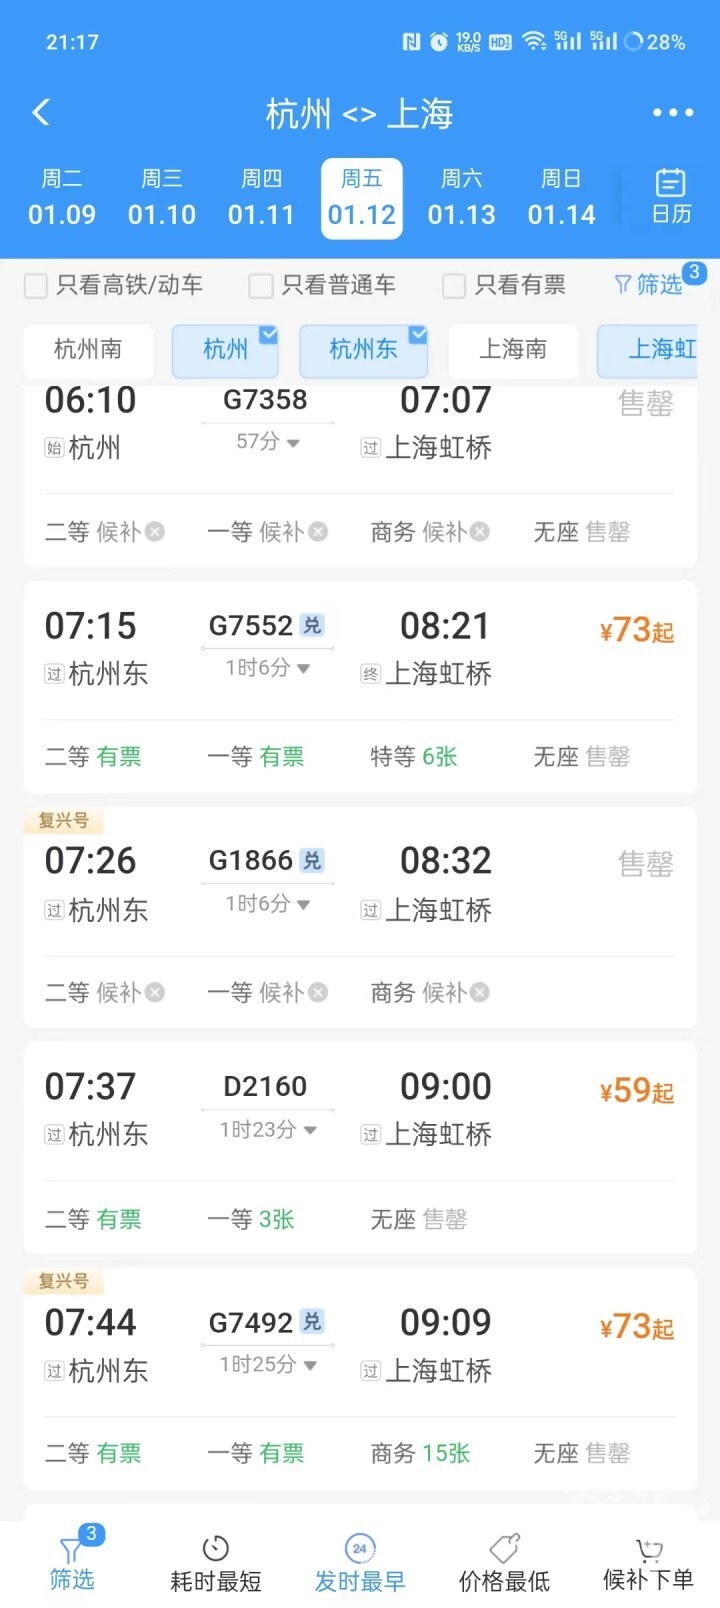 21:17 19.0 KB/S HD2 5G 5G 28%
杭州 <> 上海
周二 周三 周四 周五 周六 周日
01.09 01.10 01.11 01.12 01.13 01.14 日历
只看高铁/动车 只看普通车 只看有票 筛选 3
杭州南 杭州 杭州东 上海南 上海虹
06:10 G7358 07:07 售罄
始 杭州 57分 过 上海虹桥
二等 候补 一等 候补 商务 候补 无座 售罄
07:15 G7552 兑 08:21 ¥73起
过 杭州东 1时6分 终 上海虹桥
二等 有票 一等 有票 特等 6张 无座 售罄
复兴号
07:26 G1866 兑 08:32 售罄
过 杭州东 1时6分 过 上海虹桥
二等 候补 一等 候补 商务 候补
07:37 D2160 09:00 ¥59起
过 杭州东 1时23分 过 上海虹桥
二等 有票 一等 3张 无座 售罄
复兴号
07:44 G7492 兑 09:09 ¥73起
过 杭州东 1时25分 过 上海虹桥
二等 有票 一等 有票 商务 15张 无座 售罄
3 24
筛选 耗时最短 发时最早 价格最低 候补下单